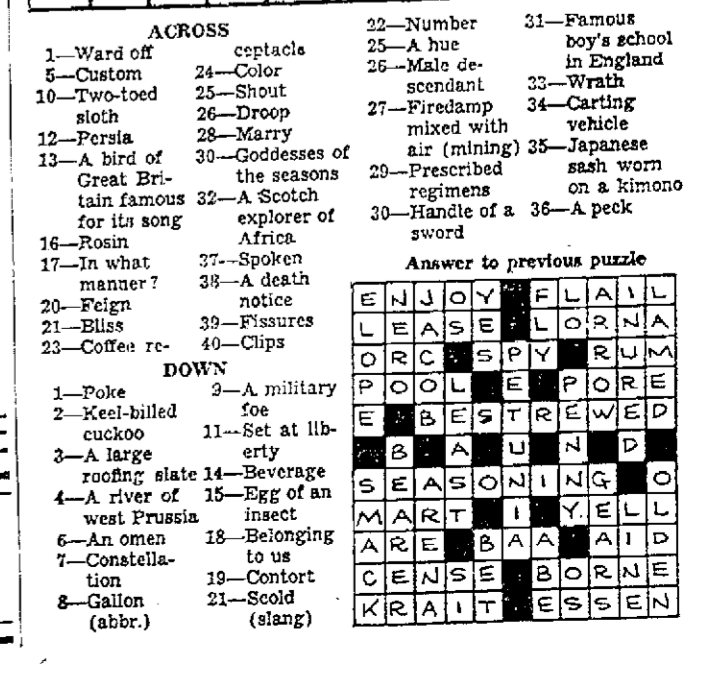 ACROSS
1—Ward off
5—Custom
10—Two-toed
sloth
12—Persia
13—A bird of
Great Bri-
tain famous
for its song
16—Rosin
17—In what
manner?
20—Feign
21—Bliss
23—Coffee re-
ceptacle
24—Color
25—Shout
26—Droop
28—Marry
30—Goddesses of
the seasons
32—A Scotch
explorer of
Africa
37—Spoken
38—A death
notice
39—Fissures
40—Clips
DOWN
1—Poke
2—Keel-billed
cuckoo
3—A large
roofing slate
4—A river of
west Prussia
6—An omen
7—Constella-
tion
8—Gallon
(abbr.)
9—A military
foe
11—Set at lib-
erty
14—Beverage
15—Egg of an
insect
18—Belonging
to us
19—Contort
21—Scold
(slang)
22—Number
25—A hue
26—Male de-
scendant
27—Firedamp
mixed with
air (mining)
29—Prescribed
regimens
30—Handle of a
sword
31—Famous
boy's school
in England
33—Wrath
34—Carting
vehicle
35—Japanese
sash worn
on a kimono
36—A peck
Answer to previous puzzle
ENJOY FLAIL
LEASE LORNA
ORC SPY RUM
POOL E PORE
E BESTREWED
B A U N D
SEASONING O
MART I YELL
ARE BAA AID
CENSE BORNE
KRAIT ESSEN